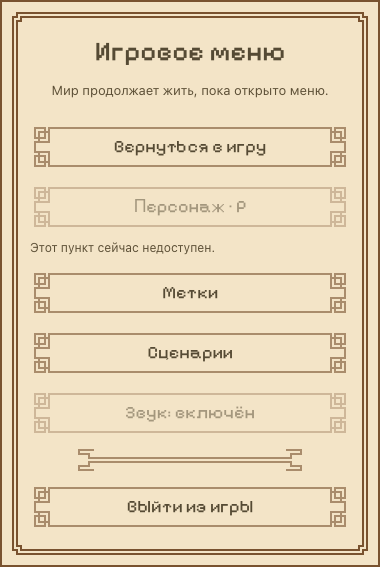 Игровое меню
Мир продолжает жить, пока открыто меню.
Вернуться в игру
Персонаж · P
Этот пункт сейчас недоступен.
Метки
Сценарии
Звук: включён
Выйти из игры